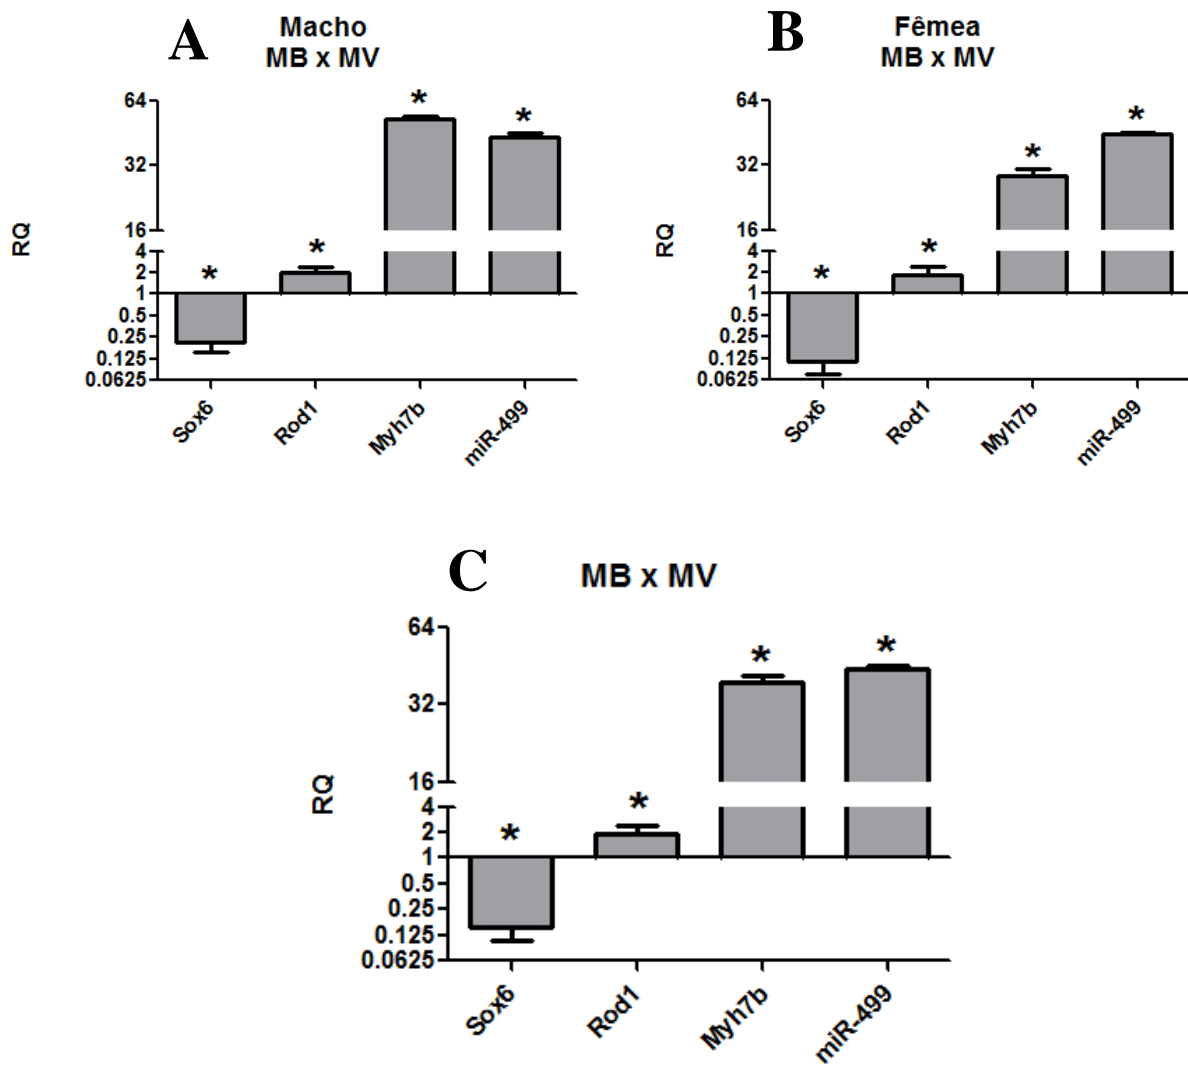 A
Macho
MB x MV
RQ
64
*
*
32
16
4
*
*
2
1
0.5
0.25
0.125
0.0625
Sox6
Rod1
Myh7b
miR-499
B
Fêmea
MB x MV
RQ
64
*
*
32
16
4
*
*
2
1
0.5
0.25
0.125
0.0625
Sox6
Rod1
Myh7b
miR-499
C
MB x MV
RQ
64
*
*
32
16
4
*
*
2
1
0.5
0.25
0.125
0.0625
Sox6
Rod1
Myh7b
miR-499